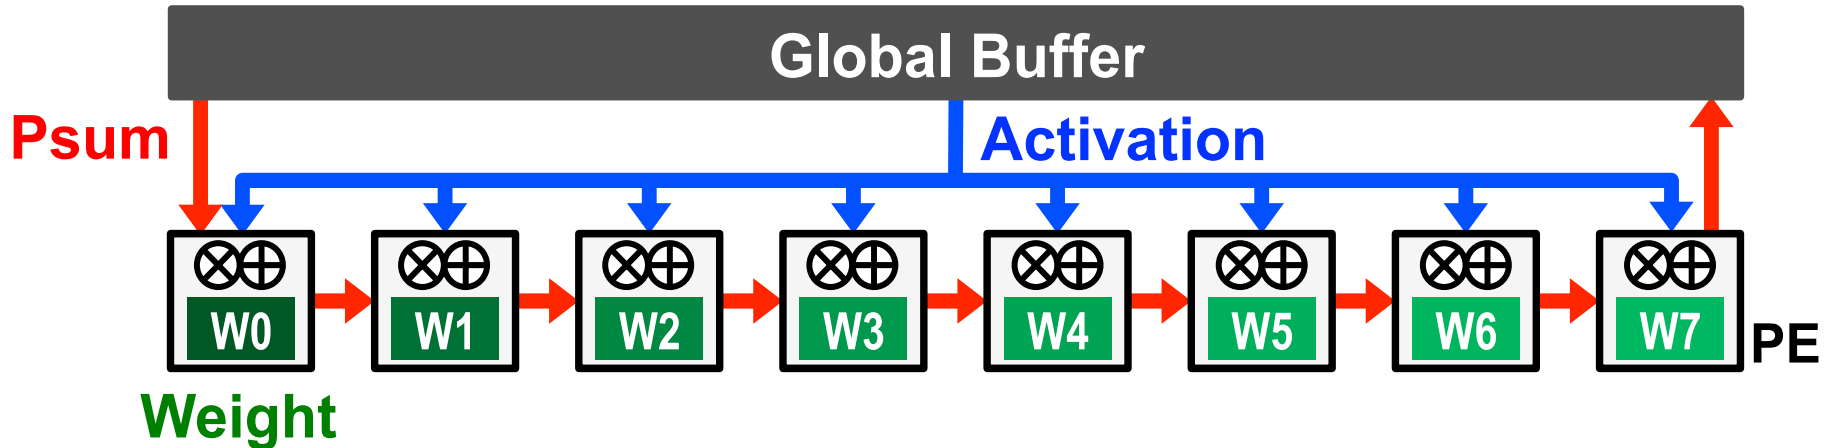 Global Buffer
Psum
Activation
W0
W1
W2
W3
W4
W5
W6
W7
PE
Weight